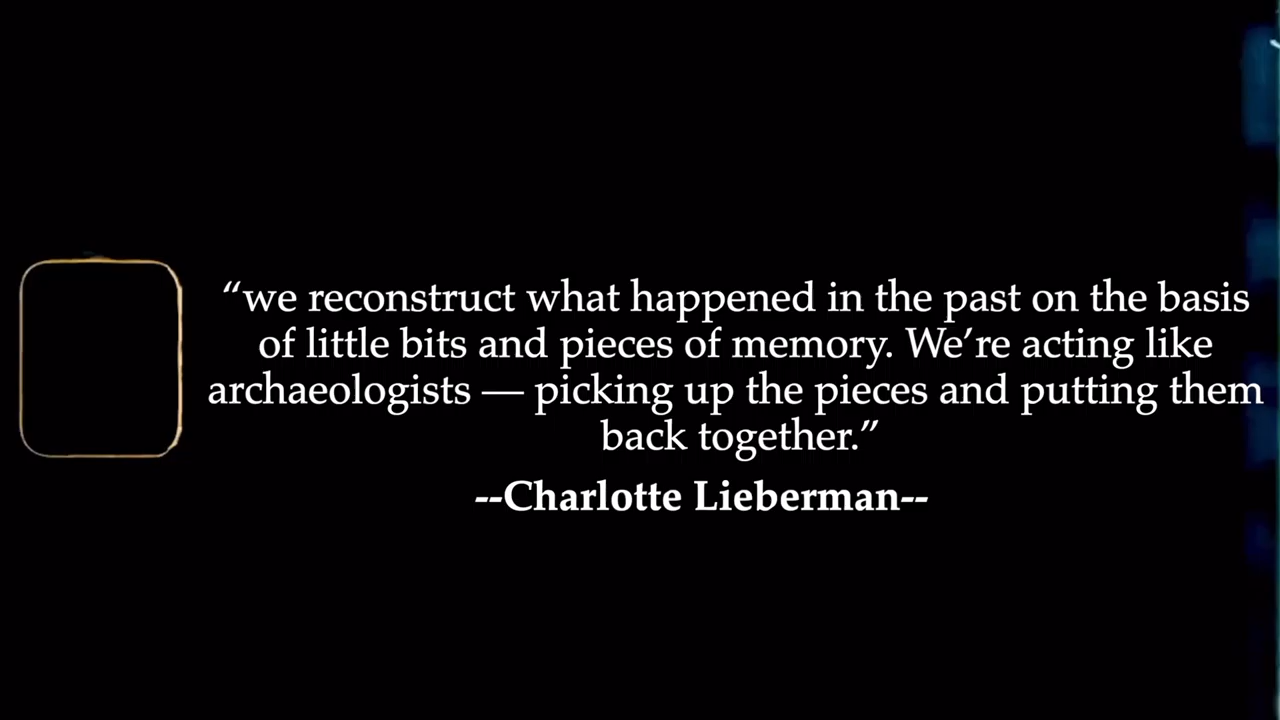 “we reconstruct what happened in the past on the basis
of little bits and pieces of memory. We’re acting like
archaeologists — picking up the pieces and putting them
back together.”
--Charlotte Lieberman--